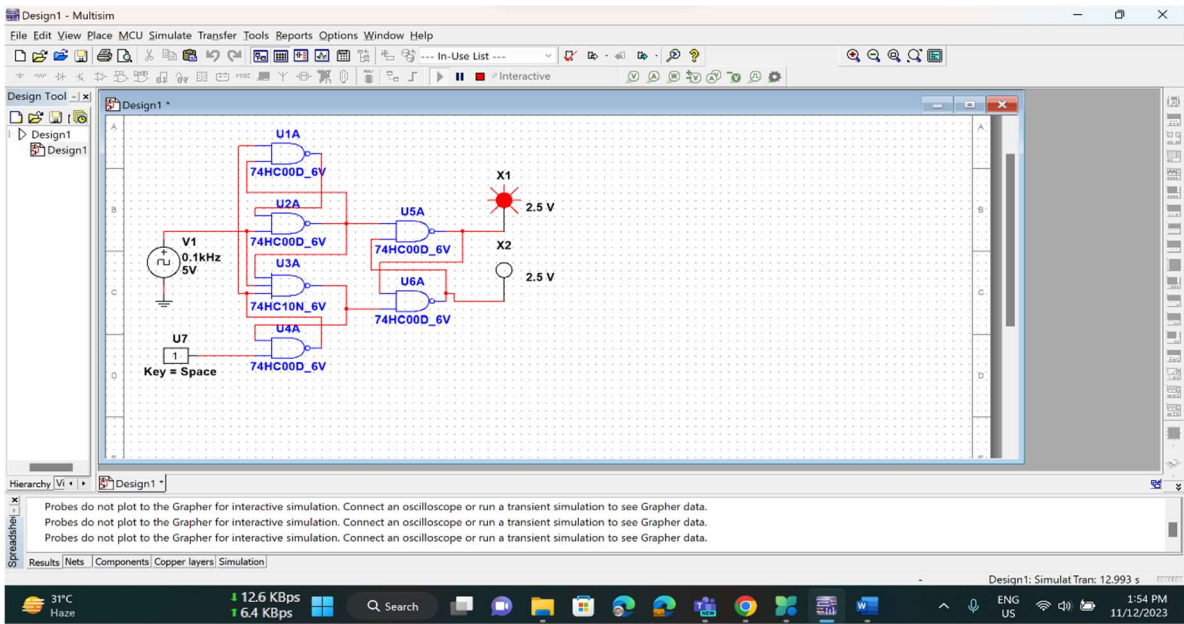 Design1 - Multisim
File Edit View Place MCU Simulate Transfer Tools Reports Options Window Help
--- In-Use List ---
Interactive
Design Tool
Design1 *
Design1
Design1
A
A
B
B
C
C
D
D
U1A
74HC00D_6V
U2A
74HC00D_6V
U3A
74HC10N_6V
U4A
74HC00D_6V
V1
0.1kHz
5V
U7
1
Key = Space
U5A
74HC00D_6V
U6A
74HC00D_6V
X1
2.5 V
X2
2.5 V
Hierarchy Vi
Design1 *
Probes do not plot to the Grapher for interactive simulation. Connect an oscilloscope or run a transient simulation to see Grapher data.
Probes do not plot to the Grapher for interactive simulation. Connect an oscilloscope or run a transient simulation to see Grapher data.
Probes do not plot to the Grapher for interactive simulation. Connect an oscilloscope or run a transient simulation to see Grapher data.
Results Nets Components Copper layers Simulation
Design1: Simulat Tran: 12.993 s
31°C
Haze
12.6 KBps
6.4 KBps
Search
ENG
US
1:54 PM
11/12/2023